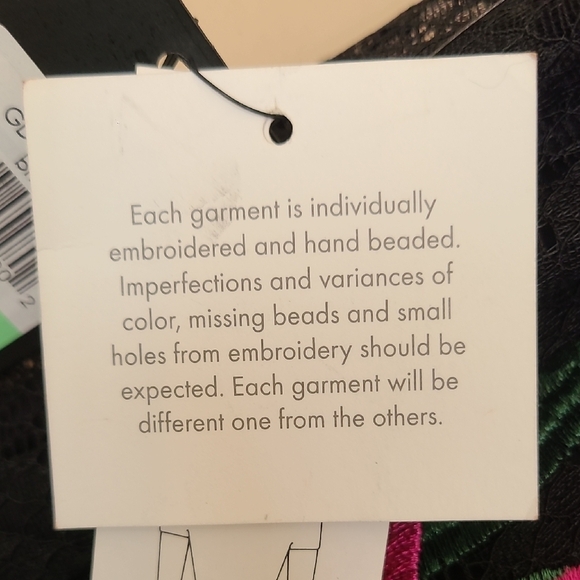 Each garment is individually
embroidered and hand beaded.
Imperfections and variances of
color, missing beads and small
holes from embroidery should be
expected. Each garment will be
different one from the others.